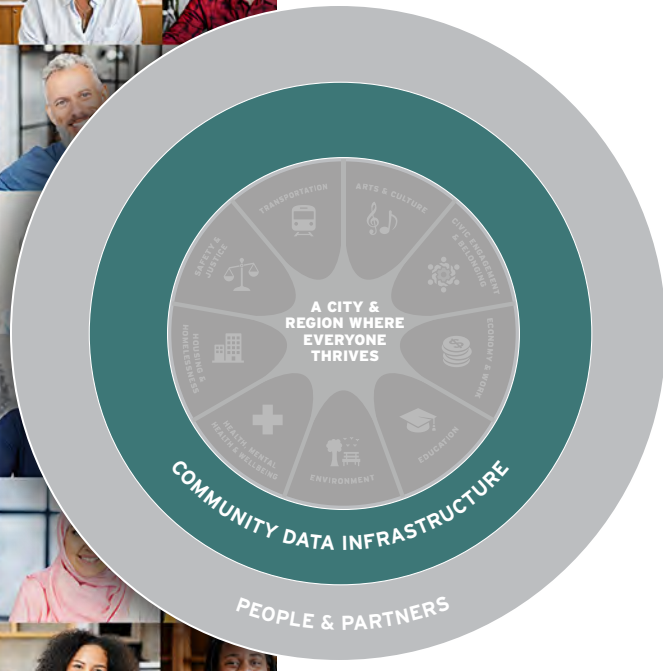 TRANSPORTATION
ARTS & CULTURE
CIVIC ENGAGEMENT
& BELONGING
ECONOMY & WORK
EDUCATION
ENVIRONMENT
HEALTH, MENTAL
HEALTH & WELLBEING
HOUSING &
HOMELESSNESS
SAFETY &
JUSTICE
A CITY &
REGION WHERE
EVERYONE
THRIVES
COMMUNITY DATA INFRASTRUCTURE
PEOPLE & PARTNERS